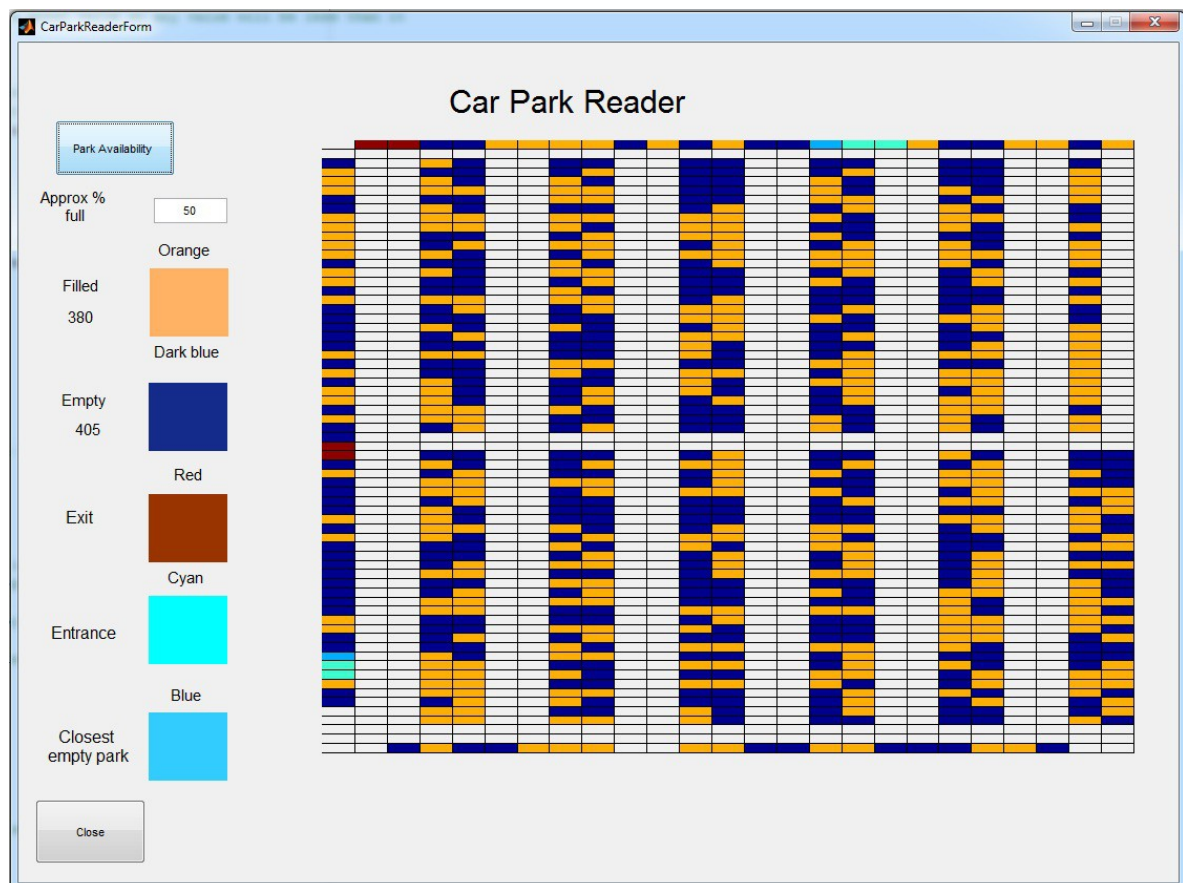 CarParkReaderForm
Car Park Reader
Park Availability
Approx %
full
50
Orange
Filled
380
Dark blue
Empty
405
Red
Exit
Cyan
Entrance
Blue
Closest
empty park
Close